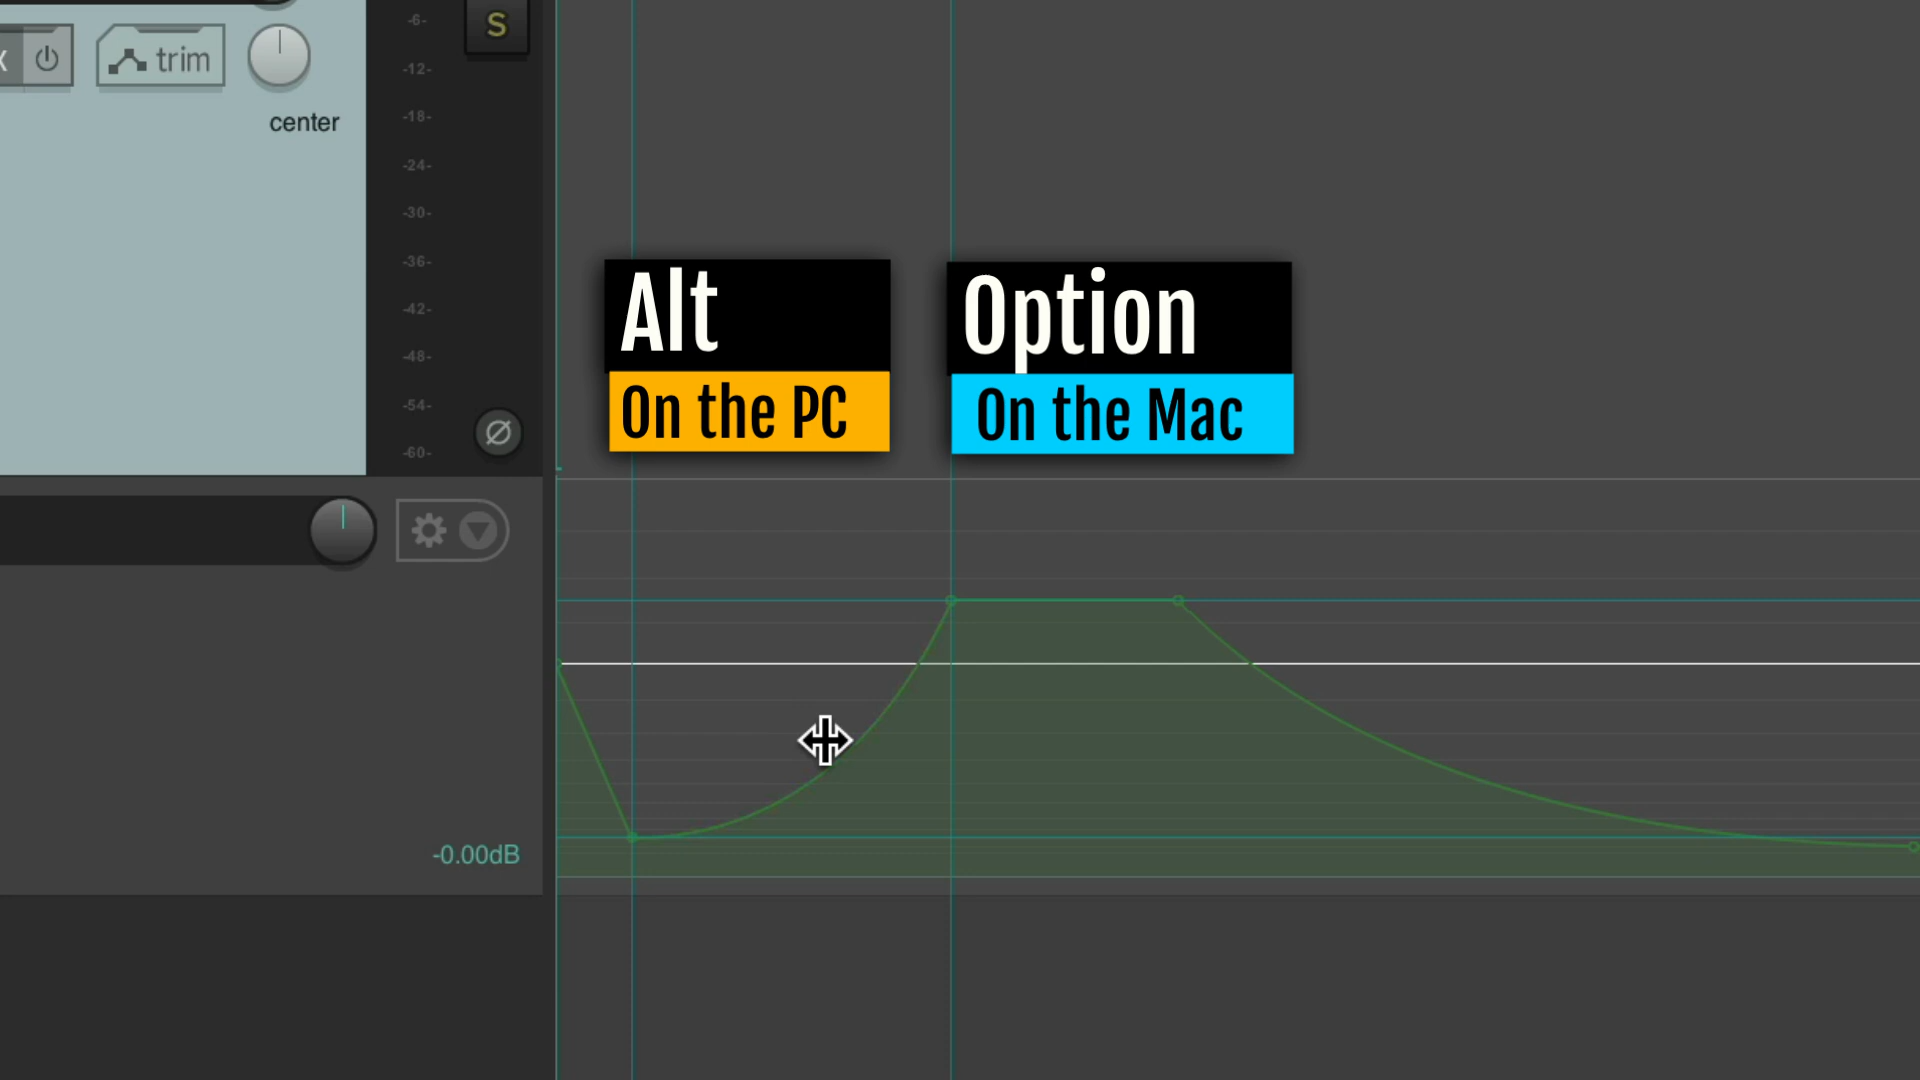 trim
center
S
-6-
-12-
-18-
-24-
-30-
-36-
-42-
-48-
-54-
-60-
Alt
On the PC
Option
On the Mac
-0.00dB